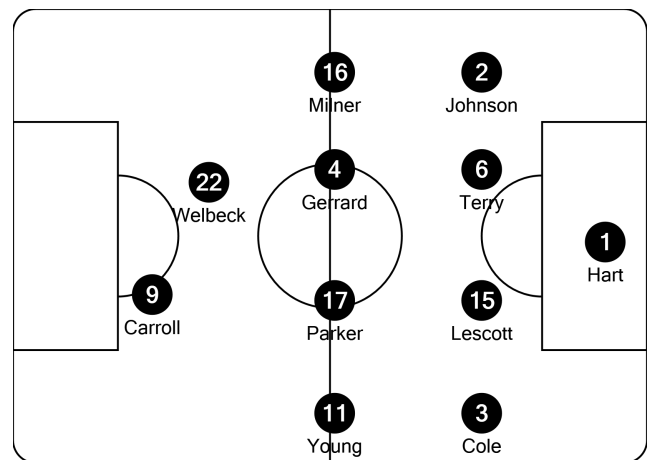 16
Milner
2
Johnson
4
Gerrard
6
Terry
22
Welbeck
1
Hart
9
Carroll
17
Parker
15
Lescott
11
Young
3
Cole